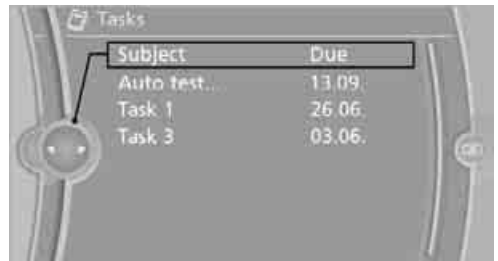 Tasks
Subject Due
Auto test... 13.09.
Task 1 26.06.
Task 3 03.06.